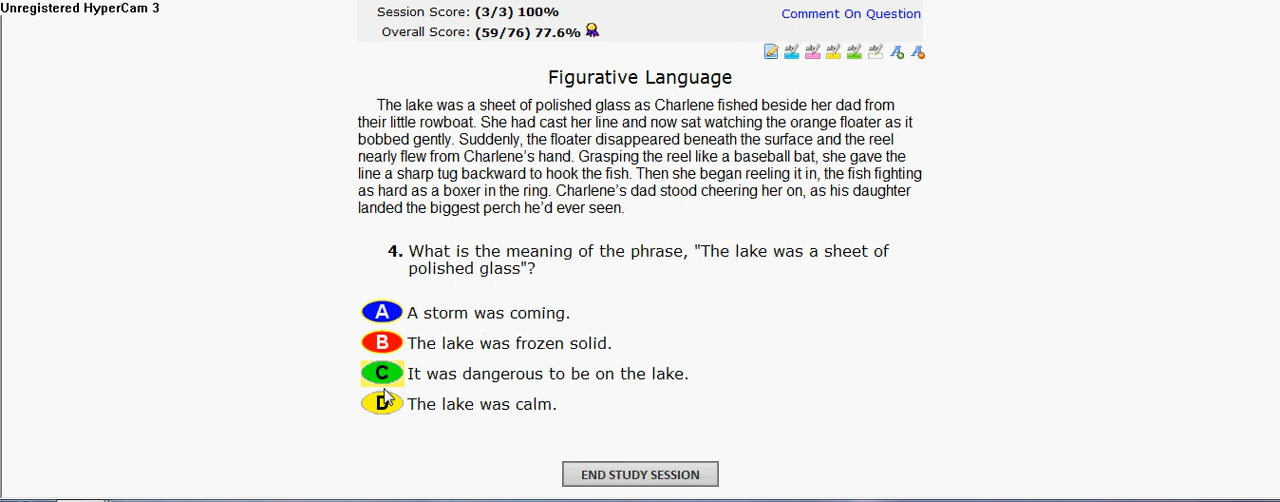 Unregistered HyperCam 3
Session Score: (3/3) 100%
Comment On Question
Overall Score: (59/76) 77.6%
Figurative Language
The lake was a sheet of polished glass as Charlene fished beside her dad from
their little rowboat. She had cast her line and now sat watching the orange floater as it
bobbed gently. Suddenly, the floater disappeared beneath the surface and the reel
nearly flew from Charlene's hand. Grasping the reel like a baseball bat, she gave the
line a sharp tug backward to hook the fish. Then she began reeling it in, the fish fighting
as hard as a boxer in the ring. Charlene's dad stood cheering her on, as his daughter
landed the biggest perch he'd ever seen.
4. What is the meaning of the phrase, "The lake was a sheet of
polished glass"?
A A storm was coming.
B The lake was frozen solid.
C It was dangerous to be on the lake.
D The lake was calm.
END STUDY SESSION